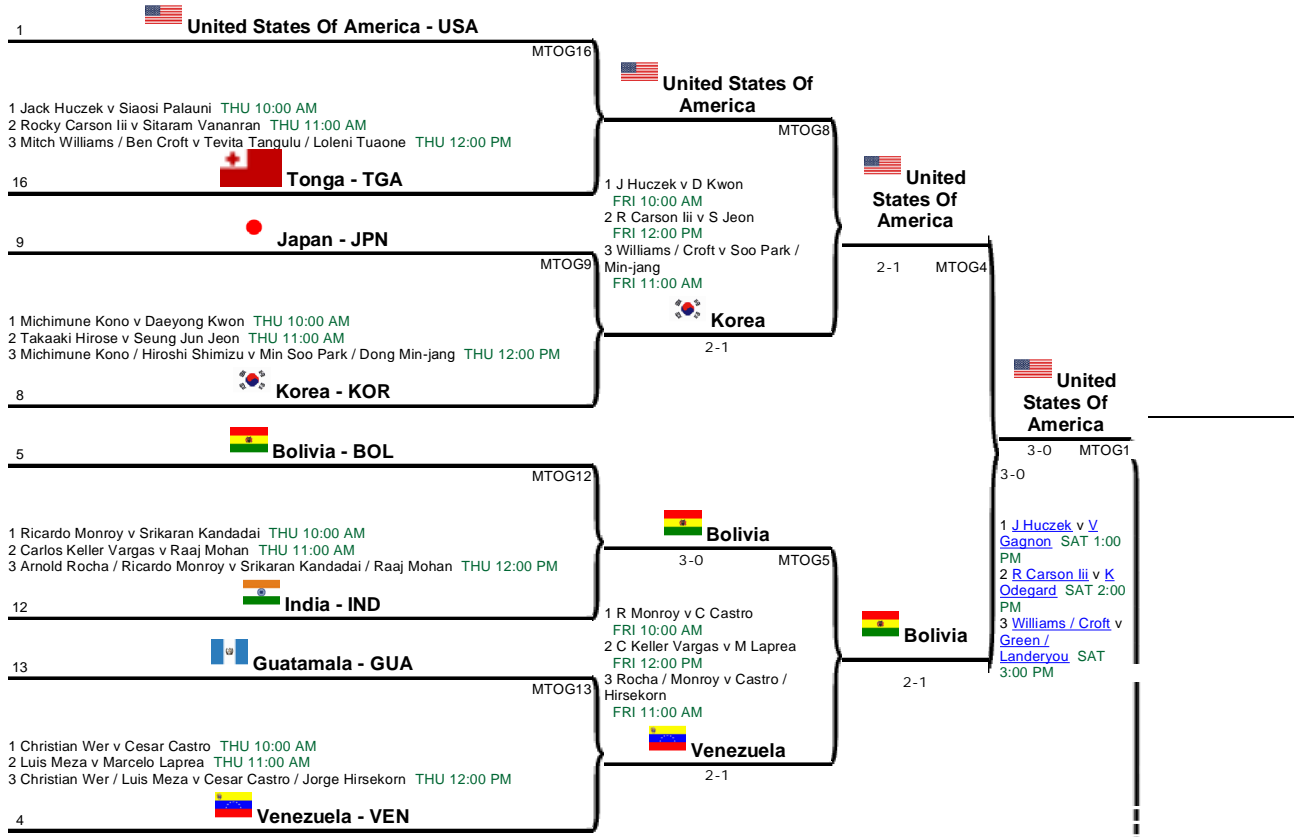 1
United States Of America - USA
MTOG16
1 Jack Huczek v Siaosi Palauni THU 10:00 AM
2 Rocky Carson Iii v Sitaram Vananran THU 11:00 AM
3 Mitch Williams / Ben Croft v Tevita Tangulu / Loleni Tuaone THU 12:00 PM
16
Tonga - TGA
9
Japan - JPN
MTOG9
1 Michimune Kono v Daeyong Kwon THU 10:00 AM
2 Takaaki Hirose v Seung Jun Jeon THU 11:00 AM
3 Michimune Kono / Hiroshi Shimizu v Min Soo Park / Dong Min-jang THU 12:00 PM
8
Korea - KOR
5
Bolivia - BOL
MTOG12
1 Ricardo Monroy v Srikaran Kandadai THU 10:00 AM
2 Carlos Keller Vargas v Raaj Mohan THU 11:00 AM
3 Arnold Rocha / Ricardo Monroy v Srikaran Kandadai / Raaj Mohan THU 12:00 PM
12
India - IND
13
Guatamala - GUA
MTOG13
1 Christian Wer v Cesar Castro THU 10:00 AM
2 Luis Meza v Marcelo Laprea THU 11:00 AM
3 Christian Wer / Luis Meza v Cesar Castro / Jorge Hirsekorn THU 12:00 PM
4
Venezuela - VEN
United States Of
America
MTOG8
1 J Huczek v D Kwon
FRI 10:00 AM
2 R Carson Iii v S Jeon
FRI 12:00 PM
3 Williams / Croft v Soo Park /
Min-jang
FRI 11:00 AM
Korea
2-1
Bolivia
3-0
MTOG5
1 R Monroy v C Castro
FRI 10:00 AM
2 C Keller Vargas v M Laprea
FRI 12:00 PM
3 Rocha / Monroy v Castro /
Hirsekorn
FRI 11:00 AM
Venezuela
2-1
United
States Of
America
2-1
MTOG4
Bolivia
2-1
United
States Of
America
3-0
MTOG1
3-0
1 J Huczek v V
Gagnon SAT 1:00
PM
2 R Carson Iii v K
Odegard SAT 2:00
PM
3 Williams / Croft v
Green /
Landeryou SAT
3:00 PM